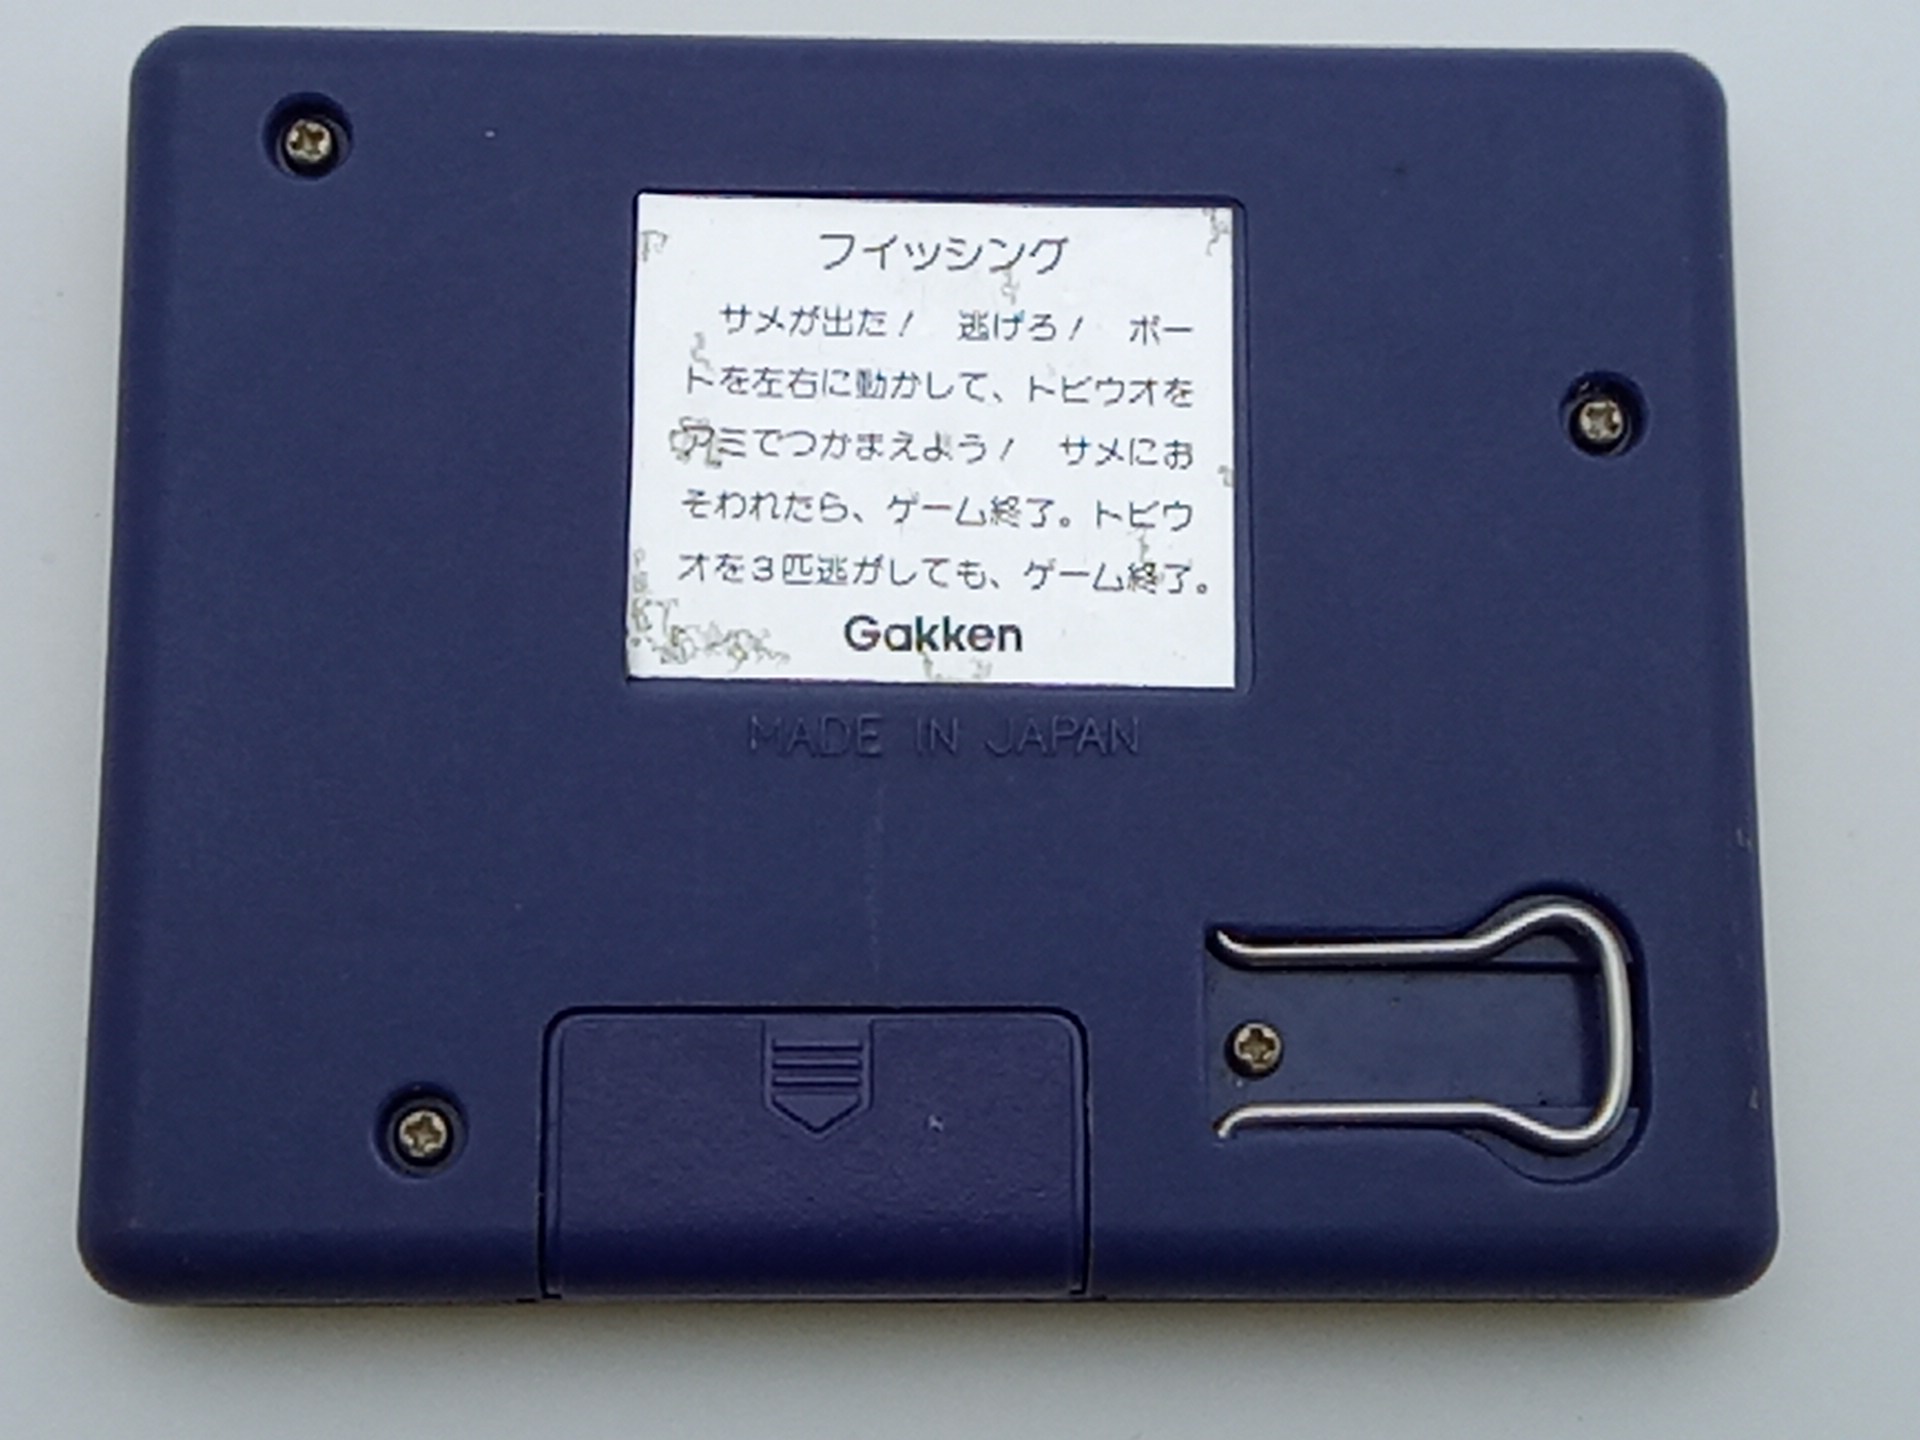 フイッシング
サメが出た！ 逃げろ！ ボー
トを左右に動かして、トビウオを
アミでつかまえよう！ サメにお
そわれたら、ゲーム終了。トビウ
オを3匹逃がしても、ゲーム終了。
Gakken
MADE IN JAPAN